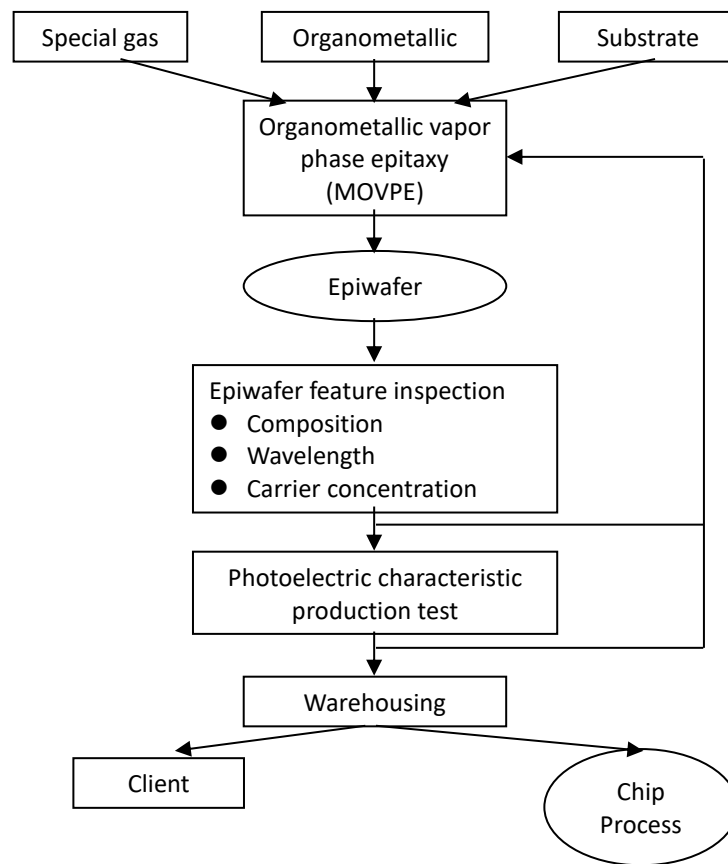 Special gas
Organometallic
Substrate
Organometallic vapor
phase epitaxy
(MOVPE)
Epiwafer
Epiwafer feature inspection
● Composition
● Wavelength
● Carrier concentration
Photoelectric characteristic
production test
Warehousing
Client
Chip
Process